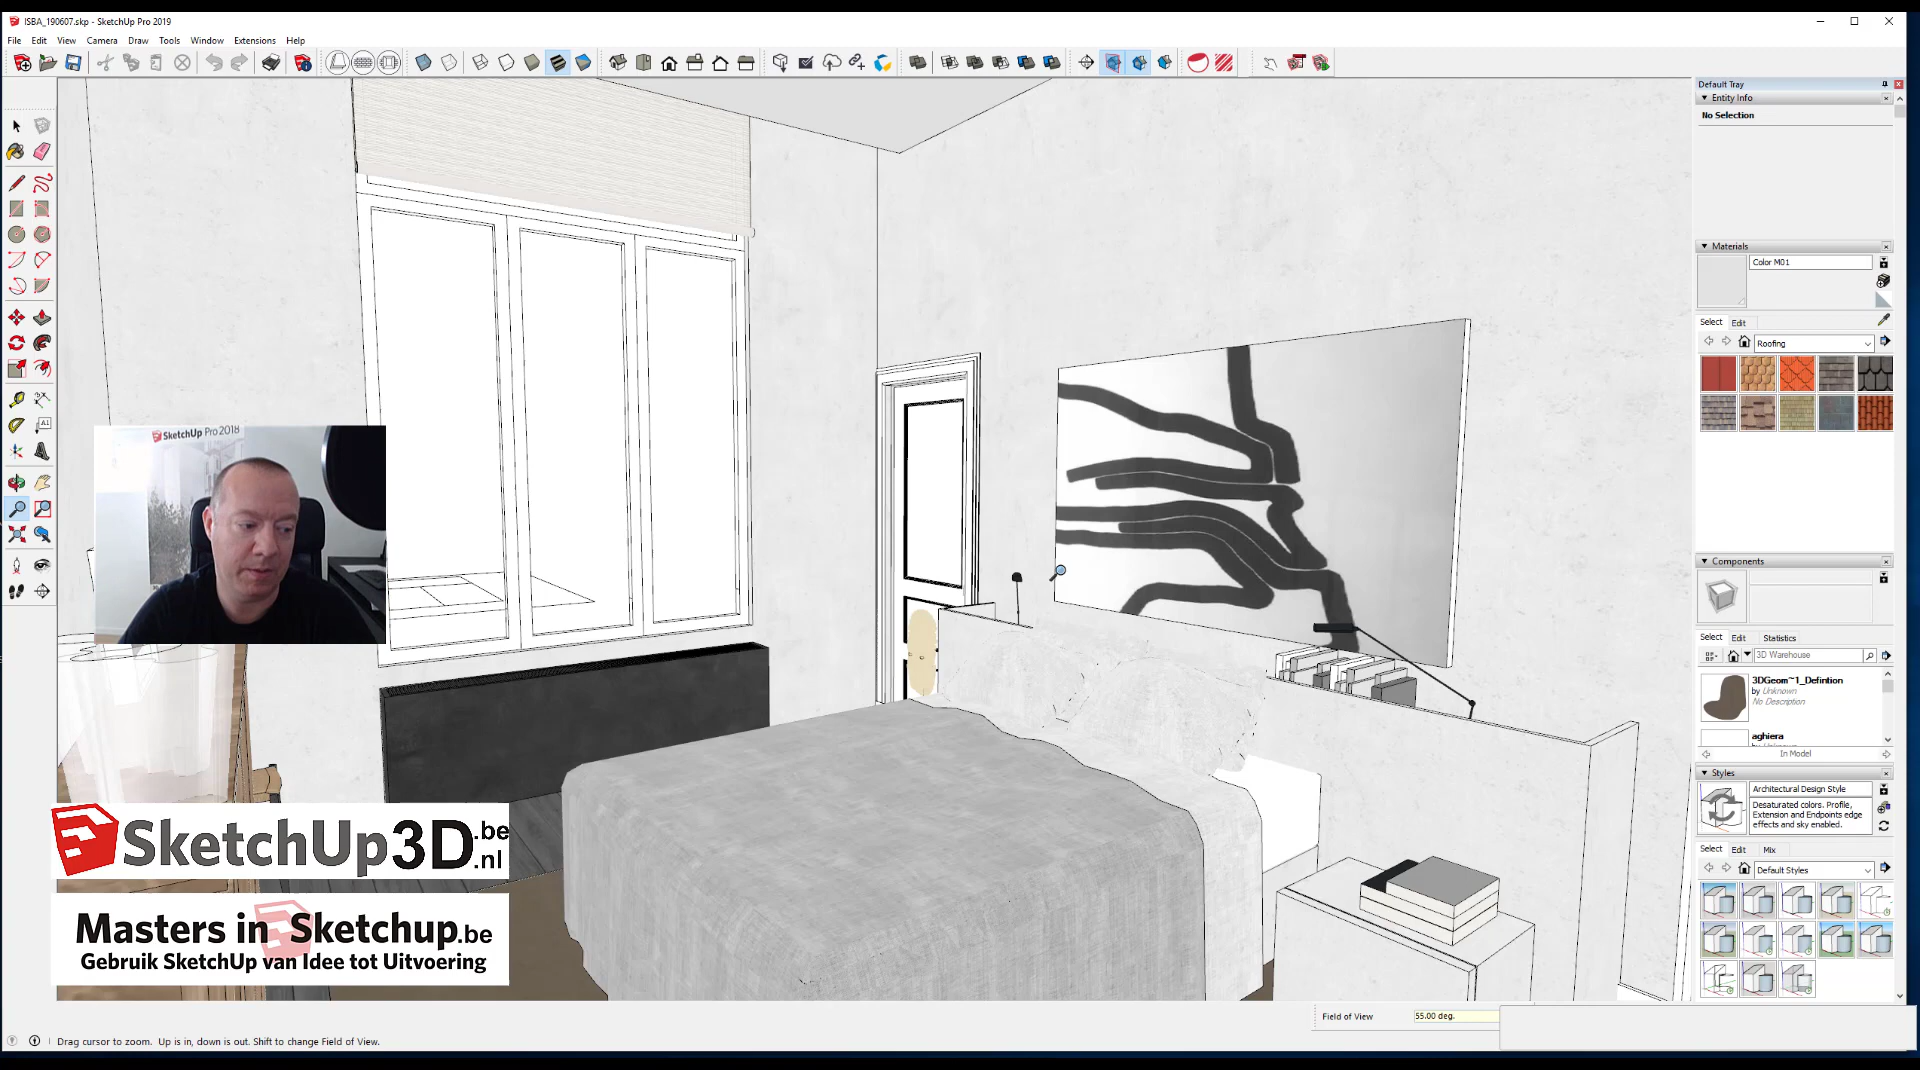 ISBA_190607.skp - SketchUp Pro 2019
File Edit View Camera Draw Tools Window Extensions Help
Default Tray
Entity Info
No Selection
Materials
Color M01
Select Edit
Roofing
Components
Select Edit Statistics
3D Warehouse
3DGeom~1_Defintion
by Unknown
No Description
aghiera
In Model
Styles
Architectural Design Style
Desaturated colors. Profile,
Extension and Endpoints edge
effects and sky enabled.
Select Edit Mix
Default Styles
SketchUp Pro 2018
SketchUp3D.be
.nl
Masters in Sketchup.be
Gebruik SketchUp van Idee tot Uitvoering
Field of View 55.00 deg.
Drag cursor to zoom. Up is in, down is out. Shift to change Field of View.